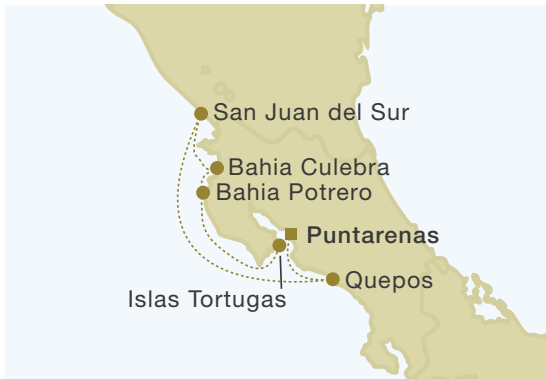 San Juan del Sur
Bahia Culebra
Bahia Potrero
Puntarenas
Quepos
Islas Tortugas